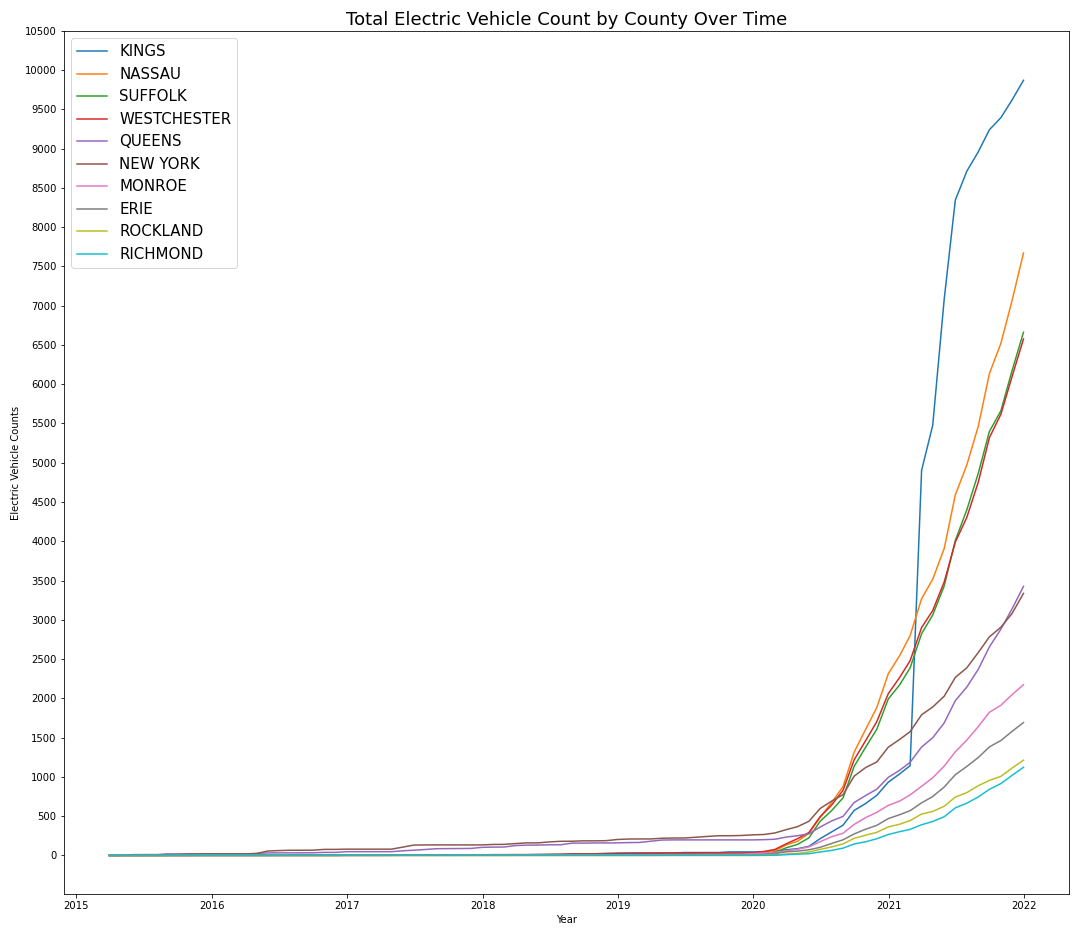 Total Electric Vehicle Count by County Over Time
10500
10000
9500
9000
8500
8000
7500
7000
6500
6000
5500
5000
4500
4000
3500
3000
2500
2000
1500
1000
500
0
Electric Vehicle Counts
KINGS
NASSAU
SUFFOLK
WESTCHESTER
QUEENS
NEW YORK
MONROE
ERIE
ROCKLAND
RICHMOND
2015 2016 2017 2018 2019 2020 2021 2022
Year